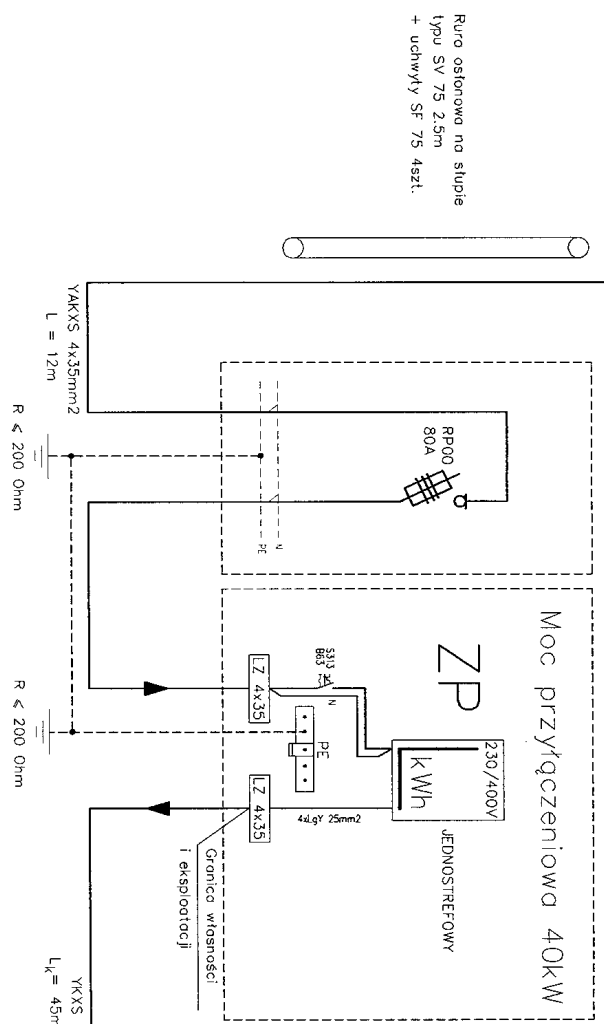 Rura osłonowa na słupie
typu SV 75 2.5m
+ uchwyty SF 75 4szt.
YAKXS 4x35mm2
L = 12m
R ≤ 200 Ohm
RP00
80A
N
PE
Moc przyłączeniowa 40kW
ZP
S313
B63
N
LZ 4x35
PE
230/400V
kWh
JEDNOSTREFOWY
LZ 4x35
4xLgY 25mm2
Granica własności
i eksploatacji
R ≤ 200 Ohm
YKXS
Lk= 45m